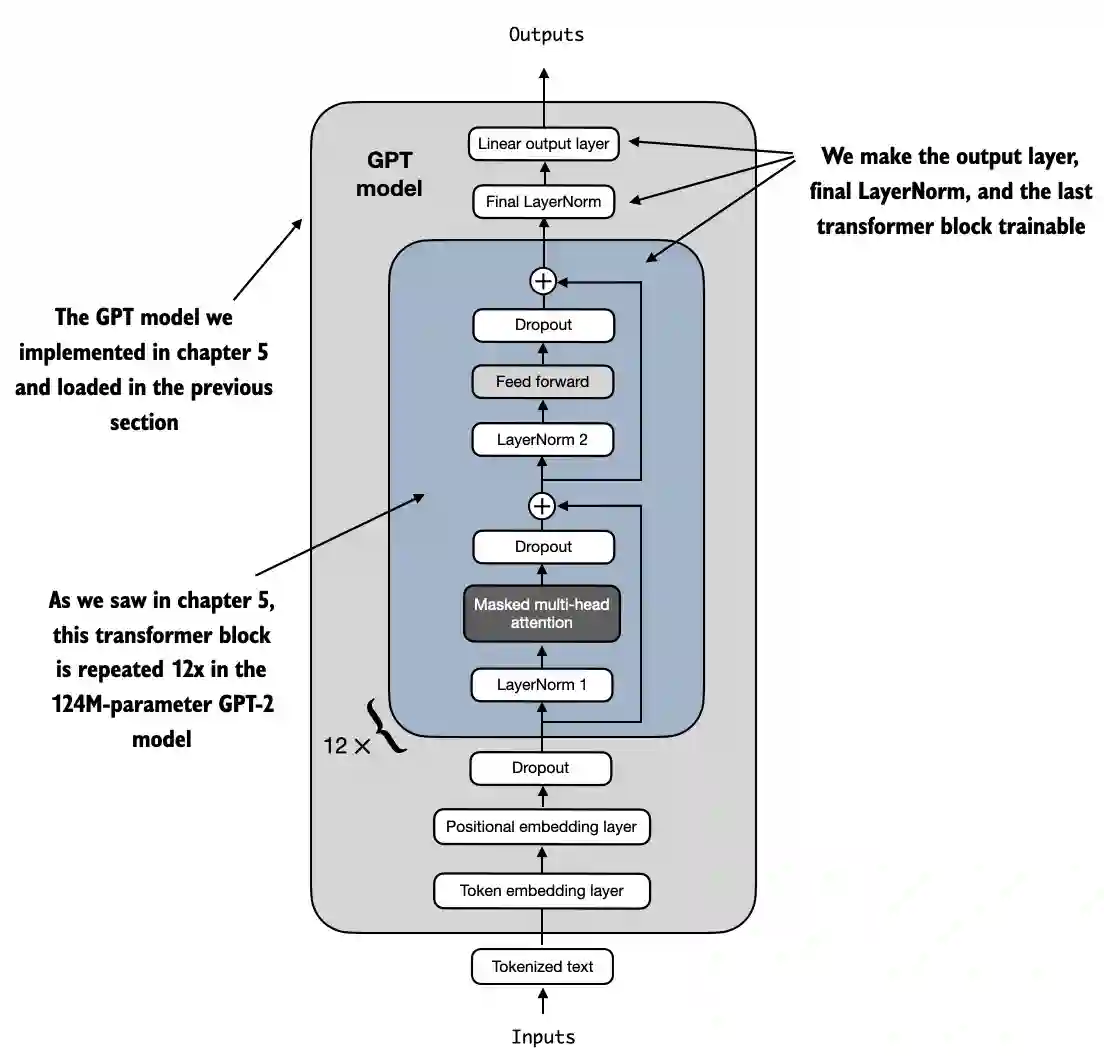 Outputs
Linear output layer
GPT
model
Final LayerNorm
We make the output layer,
final LayerNorm, and the last
transformer block trainable
The GPT model we
implemented in chapter 5
and loaded in the previous
section
+
Dropout
Feed forward
LayerNorm 2
+
Dropout
Masked multi-head
attention
LayerNorm 1
As we saw in chapter 5,
this transformer block
is repeated 12x in the
124M-parameter GPT-2
model
12 × {
Dropout
Positional embedding layer
Token embedding layer
Tokenized text
Inputs